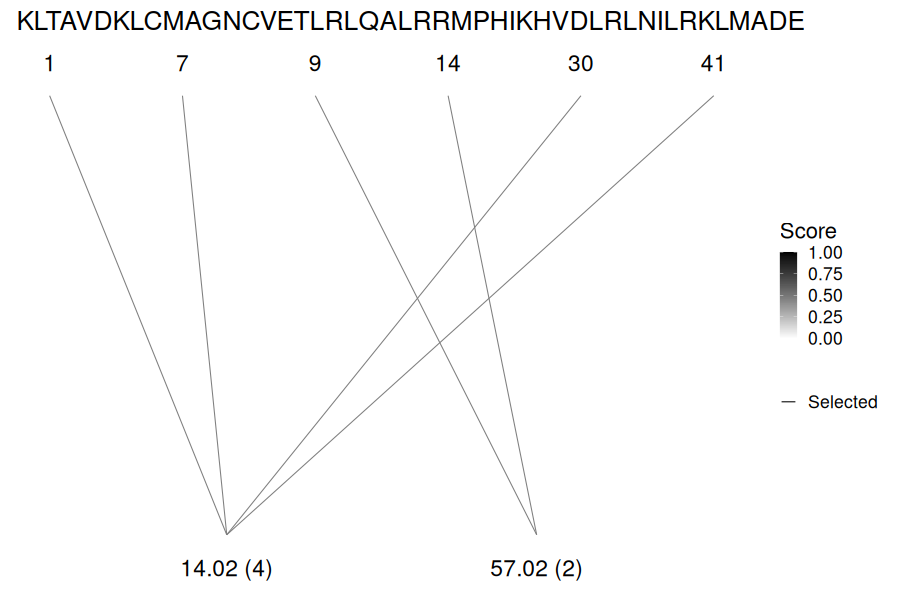 KLTAVDKLCMAGNCVETLRLQALRRMPHIKHVDLRLNILRKLMADE
1 7 9 14 30 41
Score
1.00
0.75
0.50
0.25
0.00
Selected
14.02 (4) 57.02 (2)